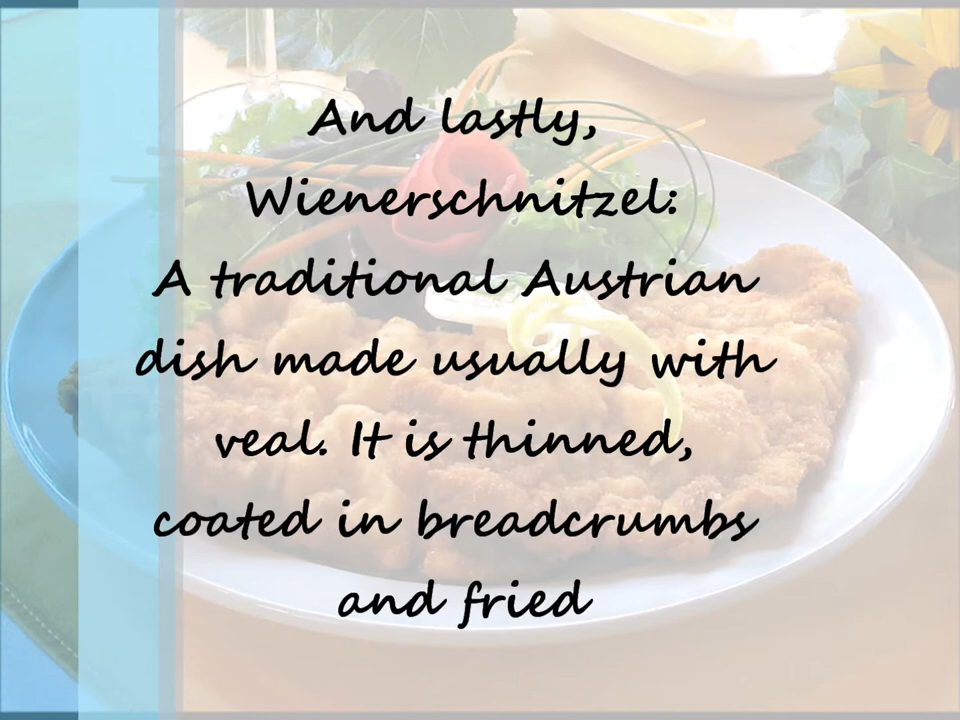 And lastly,
Wienerschnitzel:
A traditional Austrian
dish made usually with
veal. It is thinned,
coated in breadcrumbs
and fried